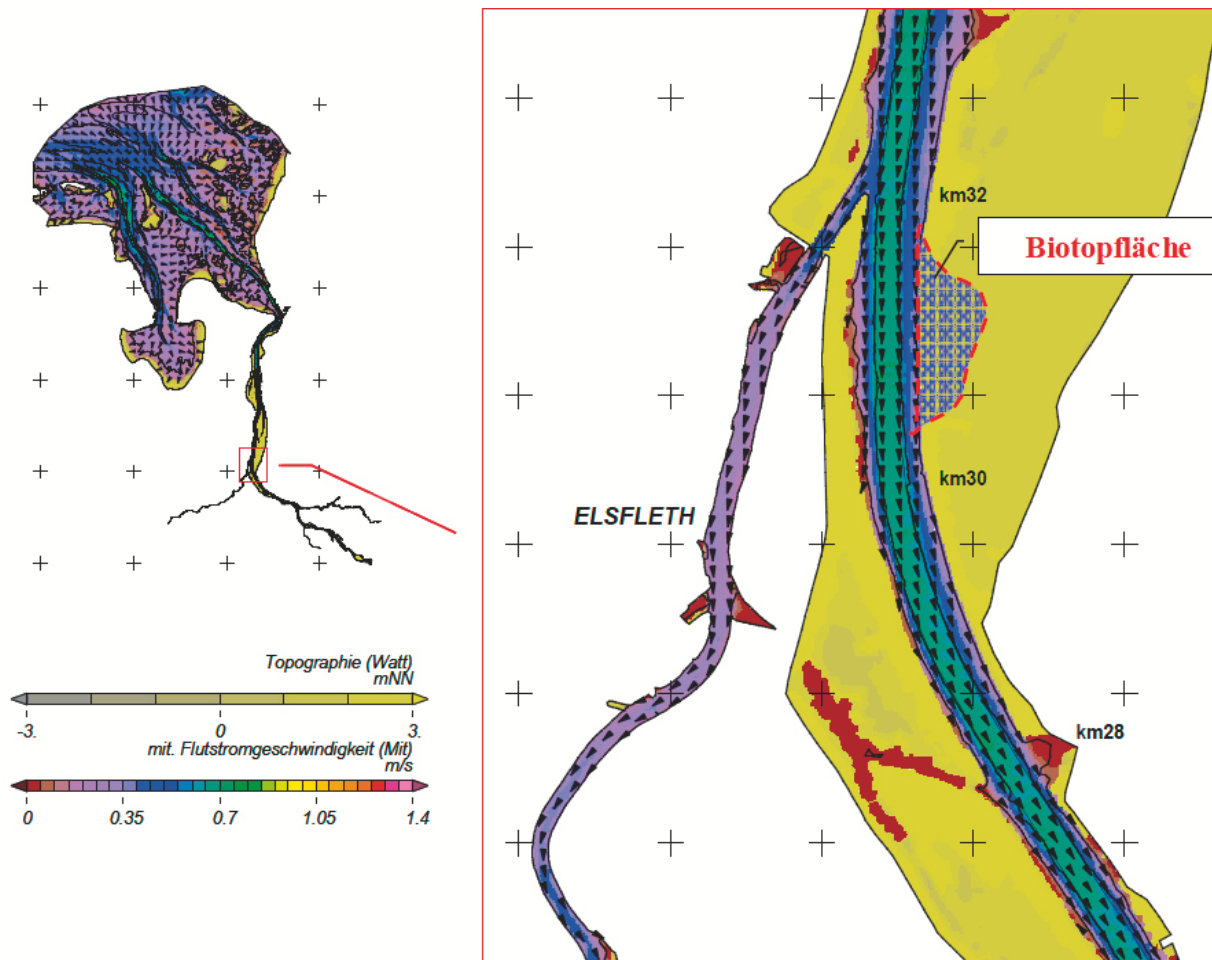 km32
Biotopfläche
km30
ELSFLETH
km28
Topographie (Watt)
mNN
-3. 0 3.
mit. Flutstromgeschwindigkeit (Mit)
m/s
0 0.35 0.7 1.05 1.4